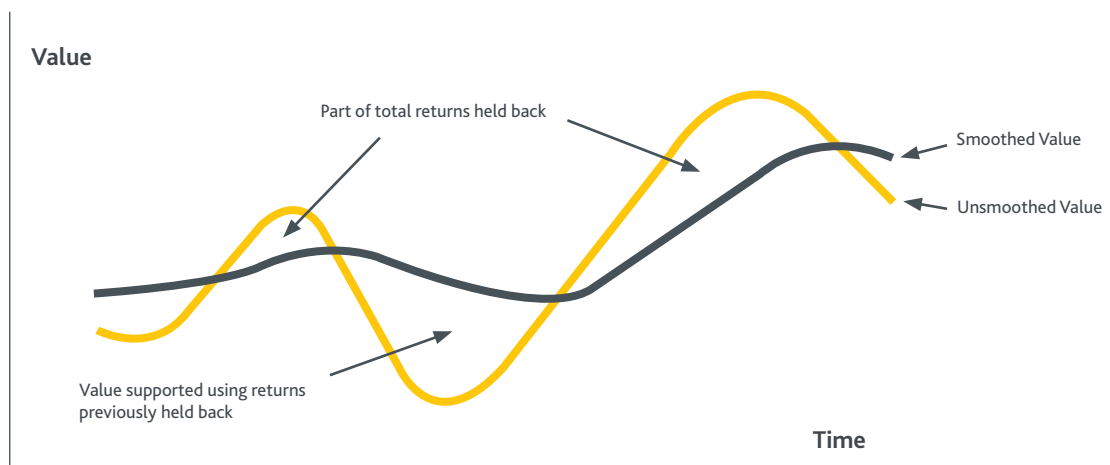 Value
Part of total returns held back
Smoothed Value
Unsmoothed Value
Value supported using returns
previously held back
Time